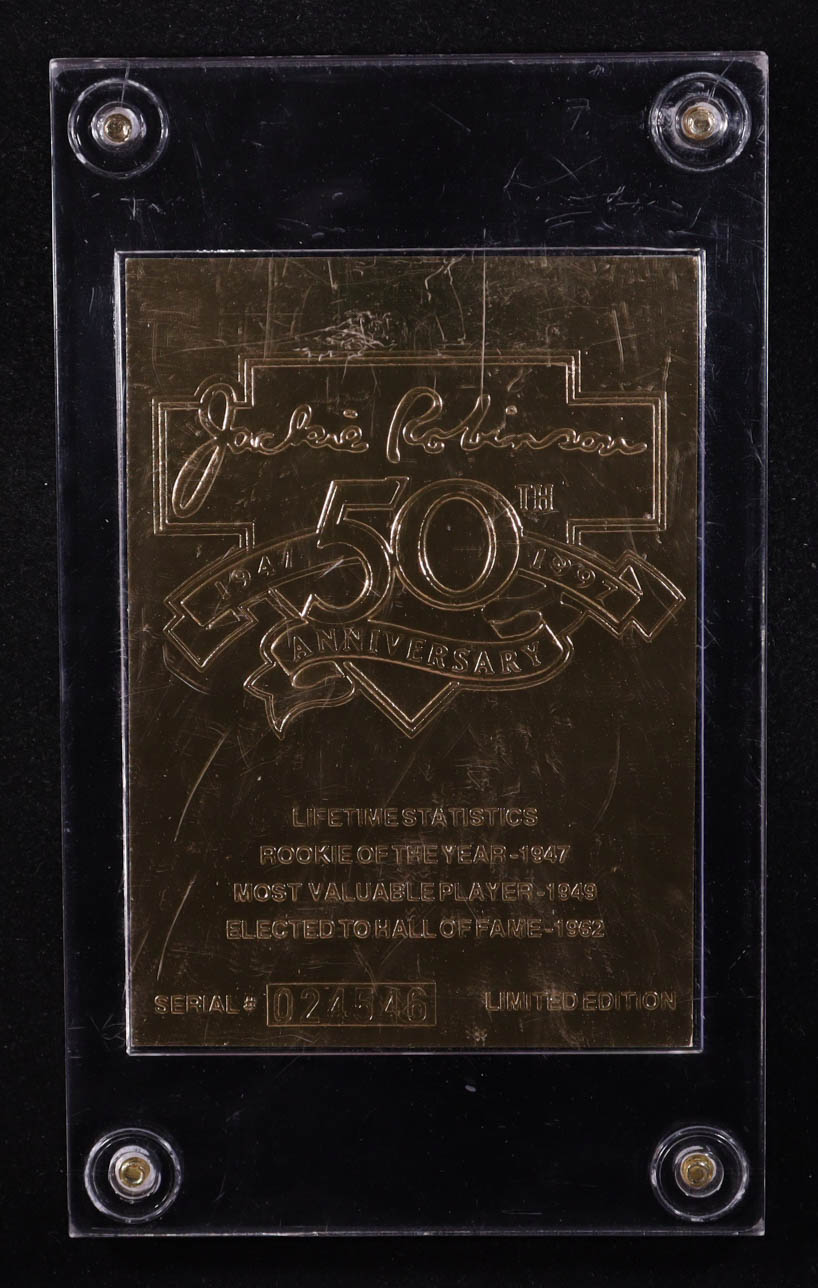 Jackie Robinson
50TH
1947 1997
ANNIVERSARY
LIFETIME STATISTICS
ROOKIE OF THE YEAR - 1947
MOST VALUABLE PLAYER - 1949
ELECTED TO HALL OF FAME - 1962
SERIAL # 024546 LIMITED EDITION